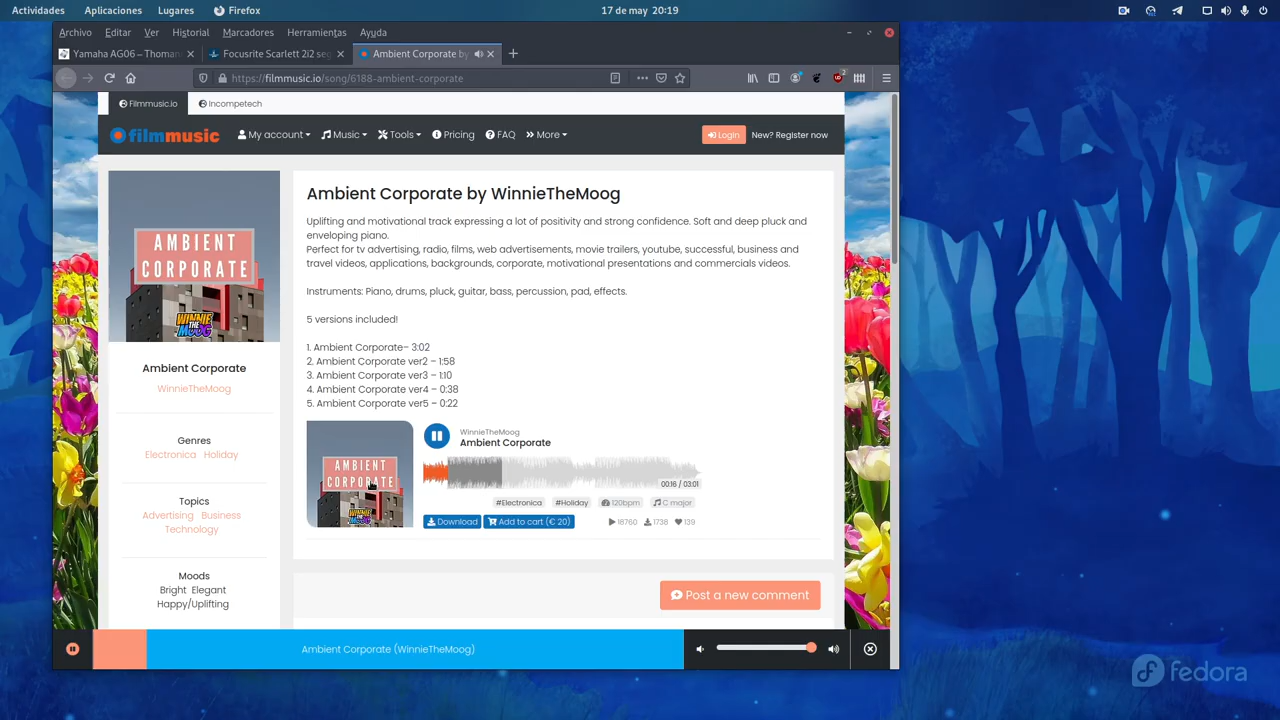 Actividades
Aplicaciones
Lugares
Firefox
17 de may 20:19
Archivo
Editar
Ver
Historial
Marcadores
Herramientas
Ayuda
Yamaha AG06 – Thoman
Focusrite Scarlett 2i2 seg
Ambient Corporate by
https://filmmusic.io/song/6188-ambient-corporate
2
Filmmusic.io
Incompetech
filmmusic
My account
Music
Tools
Pricing
FAQ
More
Login
New? Register now
AMBIENT
CORPORATE
WINNIE
THE
MOOG
Ambient Corporate
WinnieTheMoog
Genres
Electronica Holiday
Topics
Advertising Business
Technology
Moods
Bright Elegant
Happy/Uplifting
Ambient Corporate by WinnieTheMoog
Uplifting and motivational track expressing a lot of positivity and strong confidence. Soft and deep pluck and
enveloping piano.
Perfect for tv advertising, radio, films, web advertisements, movie trailers, youtube, successful, business and
travel videos, applications, backgrounds, corporate, motivational presentations and commercials videos.
Instruments: Piano, drums, pluck, guitar, bass, percussion, pad, effects.
5 versions included!
1. Ambient Corporate– 3:02
2. Ambient Corporate ver2 – 1:58
3. Ambient Corporate ver3 – 1:10
4. Ambient Corporate ver4 – 0:38
5. Ambient Corporate ver5 – 0:22
AMBIENT
CORPORATE
WINNIE
THE
MOOG
WinnieTheMoog
Ambient Corporate
00:16 / 03:01
#Electronica
#Holiday
120bpm
C major
Download
Add to cart (€ 20)
18760
1738
139
Post a new comment
Ambient Corporate (WinnieTheMoog)
fedora